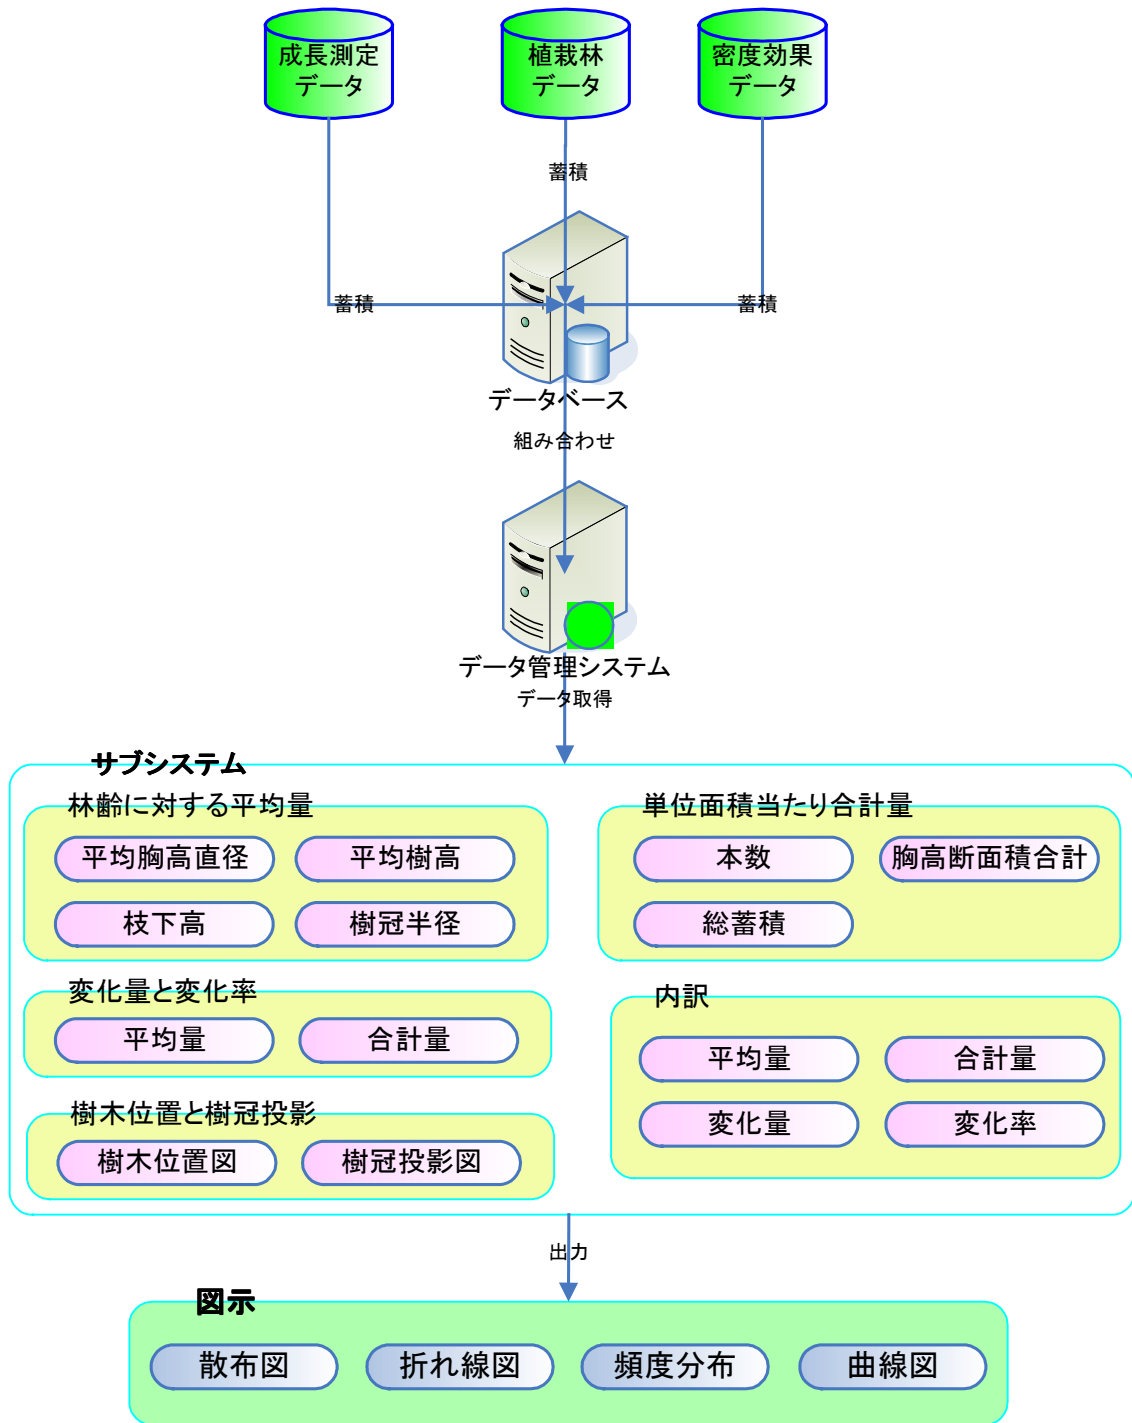 成長測定
データ
植栽林
データ
密度効果
データ
蓄積
蓄積
蓄積
データベース
組み合わせ
データ管理システム
データ取得
サブシステム
林齢に対する平均量
平均胸高直径
平均樹高
枝下高
樹冠半径
単位面積当たり合計量
本数
胸高断面積合計
総蓄積
変化量と変化率
平均量
合計量
内訳
平均量
合計量
変化量
変化率
樹木位置と樹冠投影
樹木位置図
樹冠投影図
出力
図示
散布図
折れ線図
頻度分布
曲線図